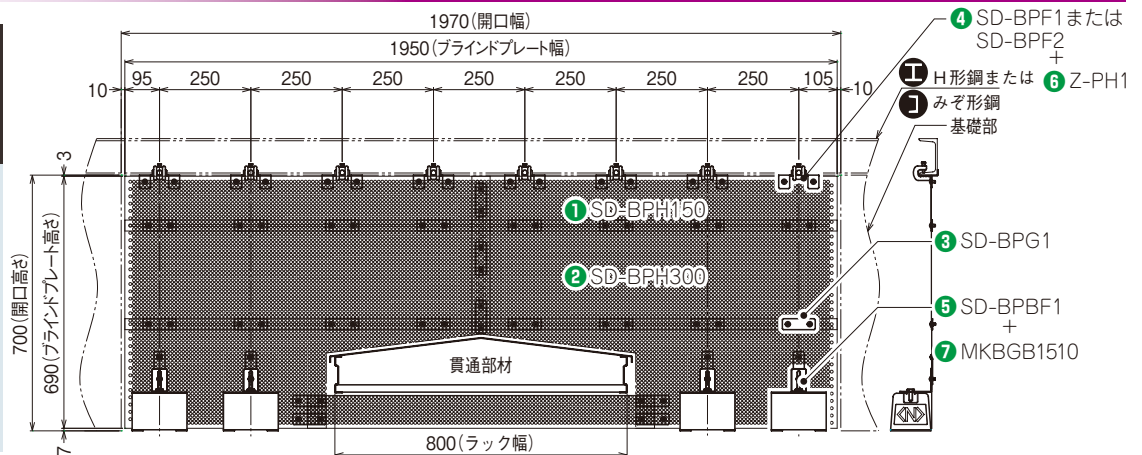 1970(開口幅)
1950(ブラインドプレート幅)
95 250 250 250 250 250 250 250 105
10 10
3
700(開口高さ)
690(ブラインドプレート高さ)
7
❶SD-BPH150
❷SD-BPH300
貫通部材
800(ラック幅)
❹SD-BPF1または
SD-BPF2
+
❻Z-PH1
H形鋼または
みぞ形鋼
基礎部
❸SD-BPG1
❺SD-BPBF1
+
❼MKBGB1510